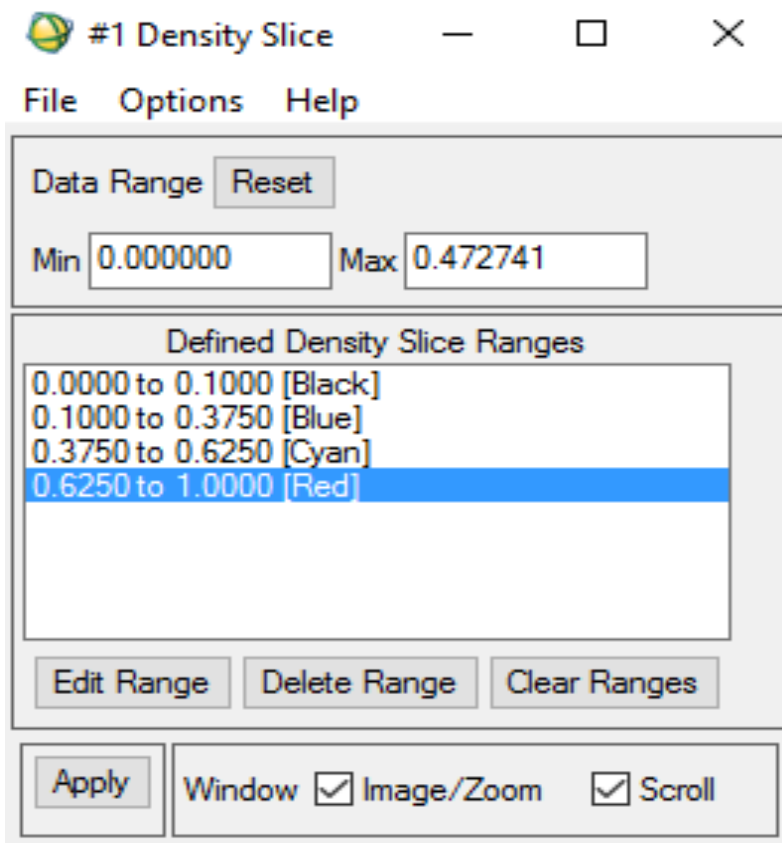 #1 Density Slice
File Options Help
Data Range Reset
Min 0.000000 Max 0.472741
Defined Density Slice Ranges
0.0000 to 0.1000 [Black]
0.1000 to 0.3750 [Blue]
0.3750 to 0.6250 [Cyan]
0.6250 to 1.0000 [Red]
Edit Range Delete Range Clear Ranges
Apply Window Image/Zoom Scroll